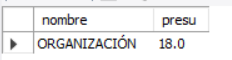 nombre presu
ORGANIZACIÓN 18.0